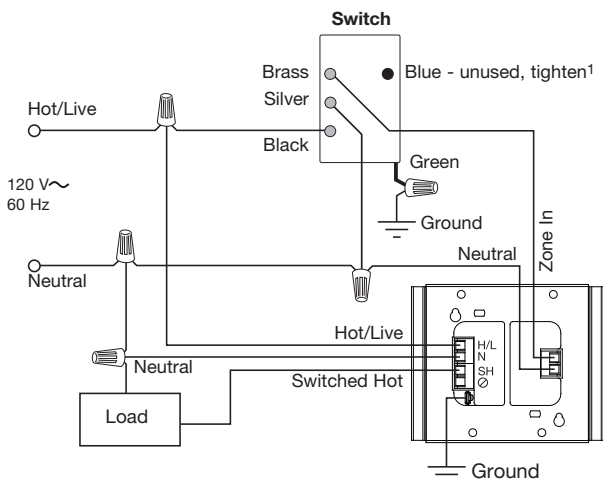 Switch
Brass
Blue - unused, tighten¹
Silver
Hot/Live
Black
Green
120 V~
60 Hz
Ground
Zone In
Neutral
Neutral
Hot/Live
H/L
N
Neutral
SH
Switched Hot
∅
Load
Ground